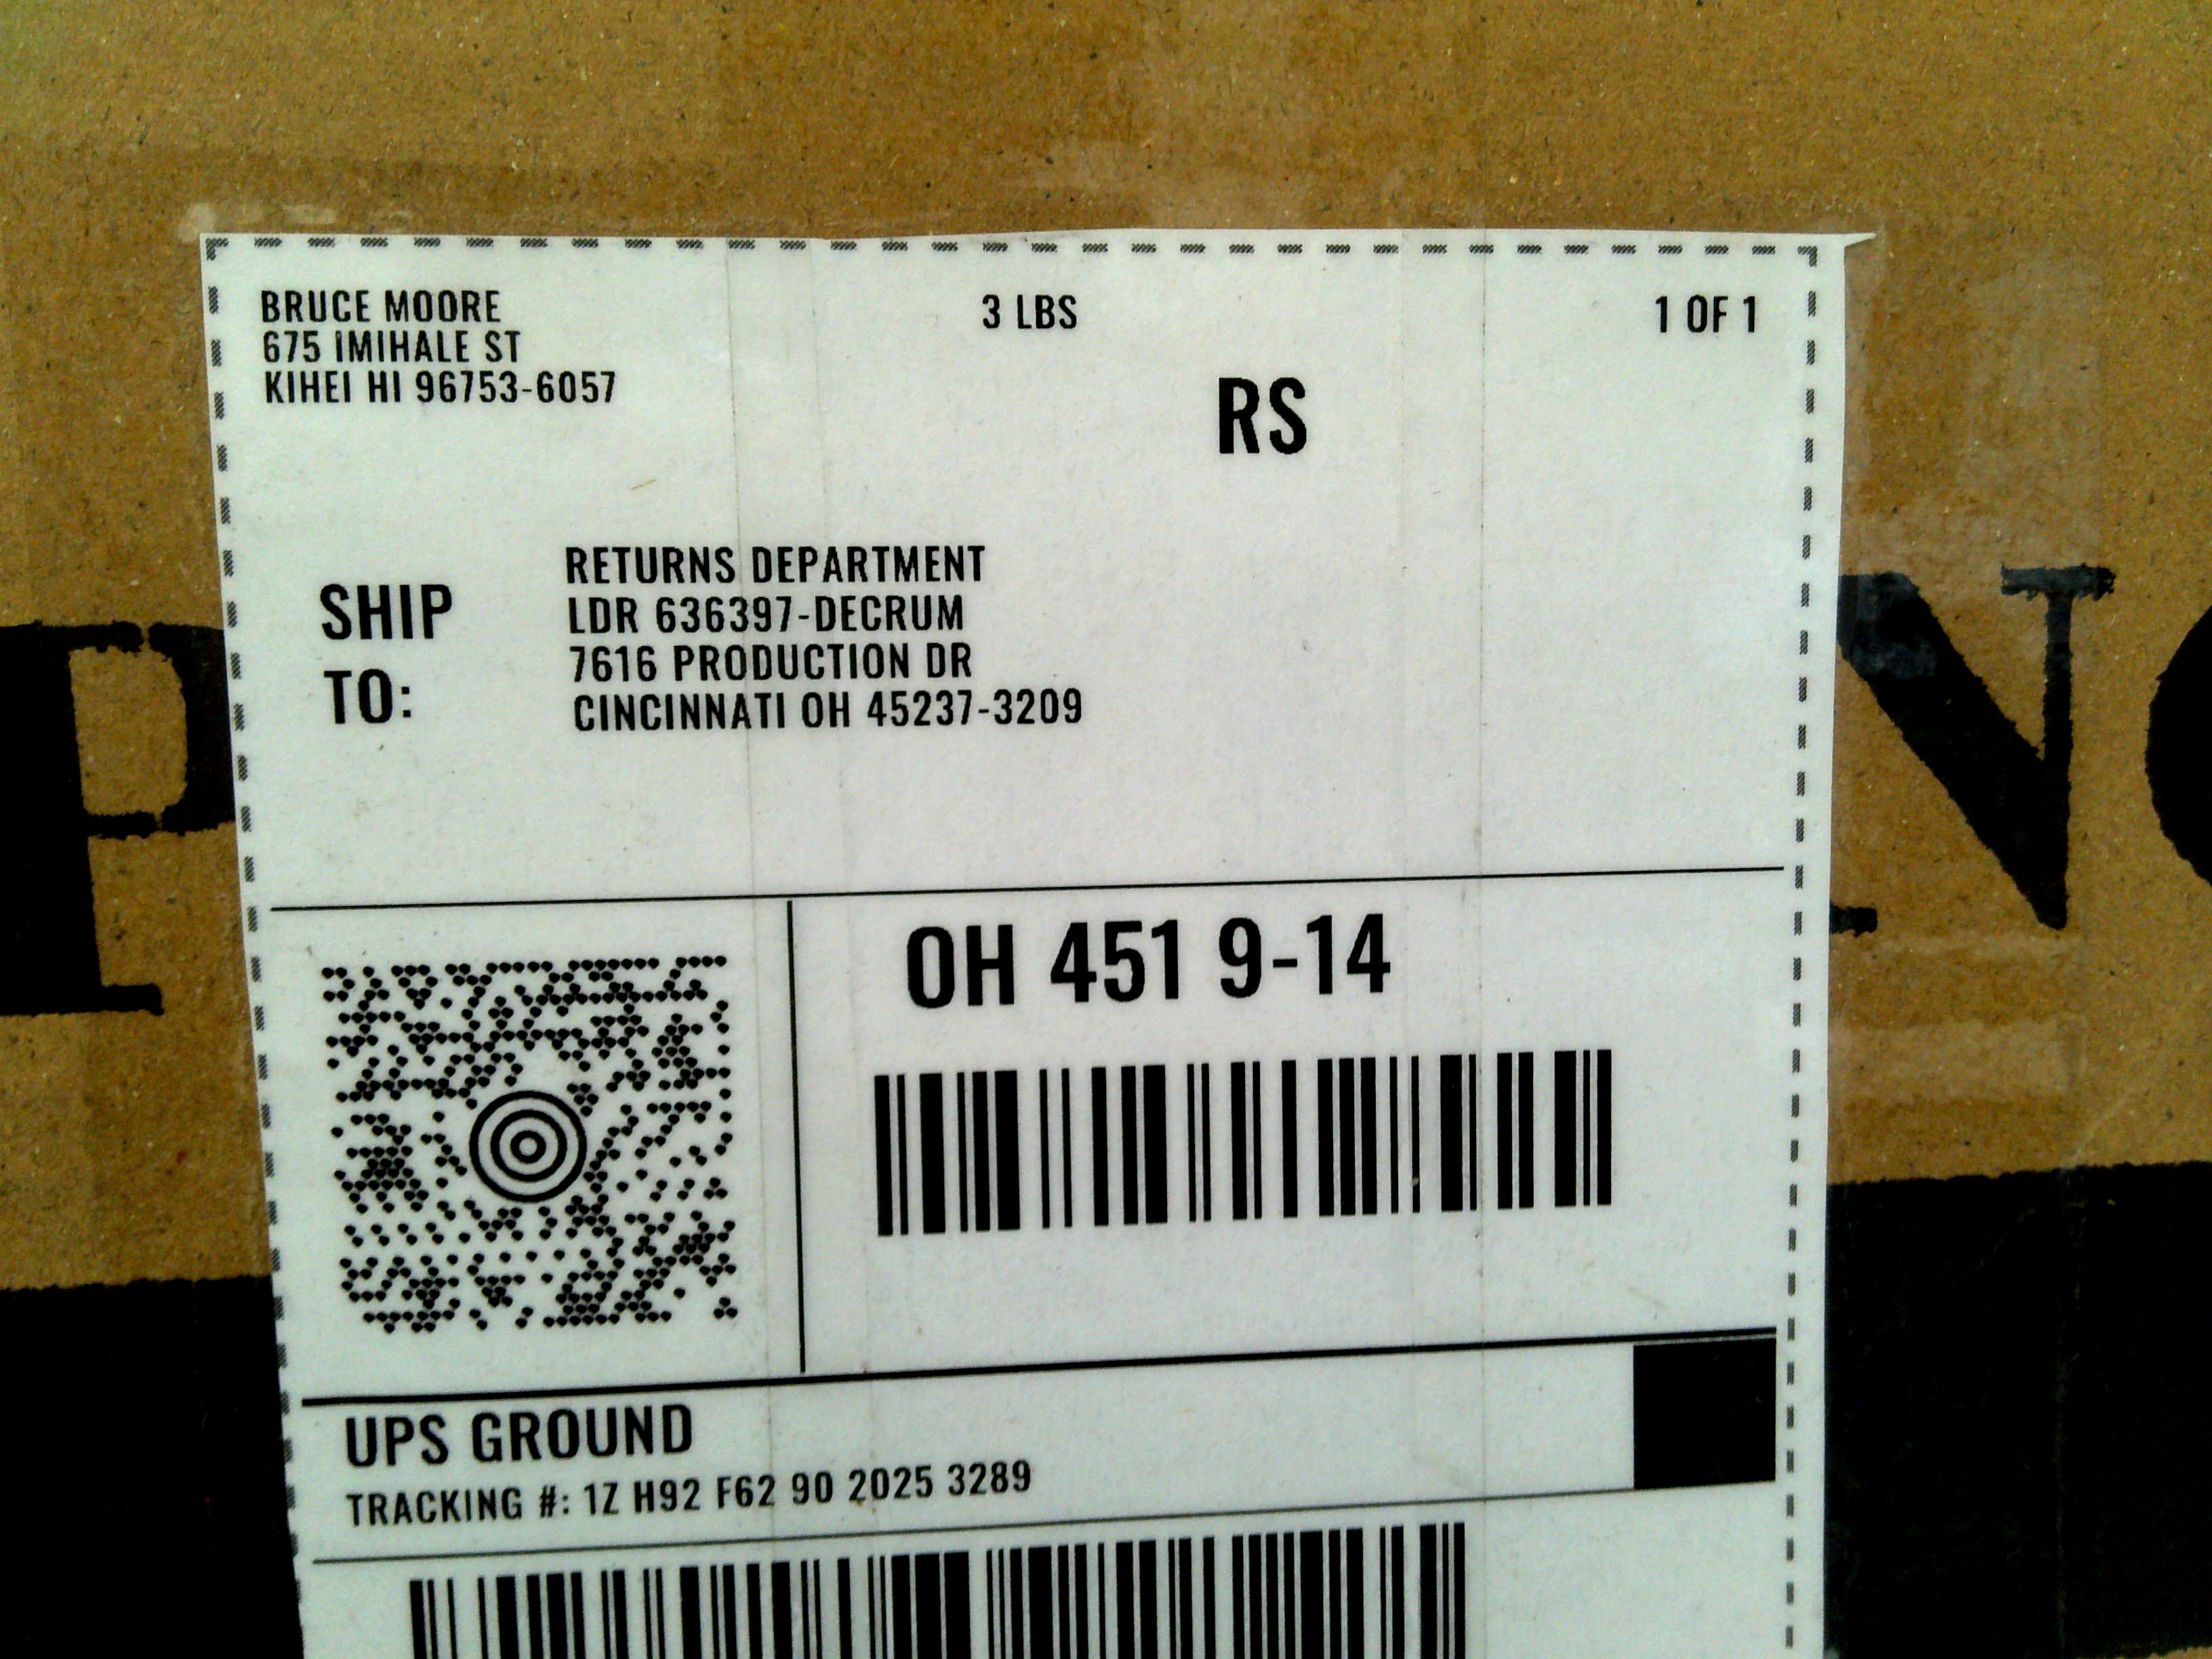 BRUCE MOORE
675 IMIHALE ST
KIHEI HI 96753-6057
3 LBS
1 OF 1
RS
SHIP
TO:
RETURNS DEPARTMENT
LDR 636397-DECRUM
7616 PRODUCTION DR
CINCINNATI OH 45237-3209
OH 451 9-14
UPS GROUND
TRACKING #: 1Z H92 F62 90 2025 3289